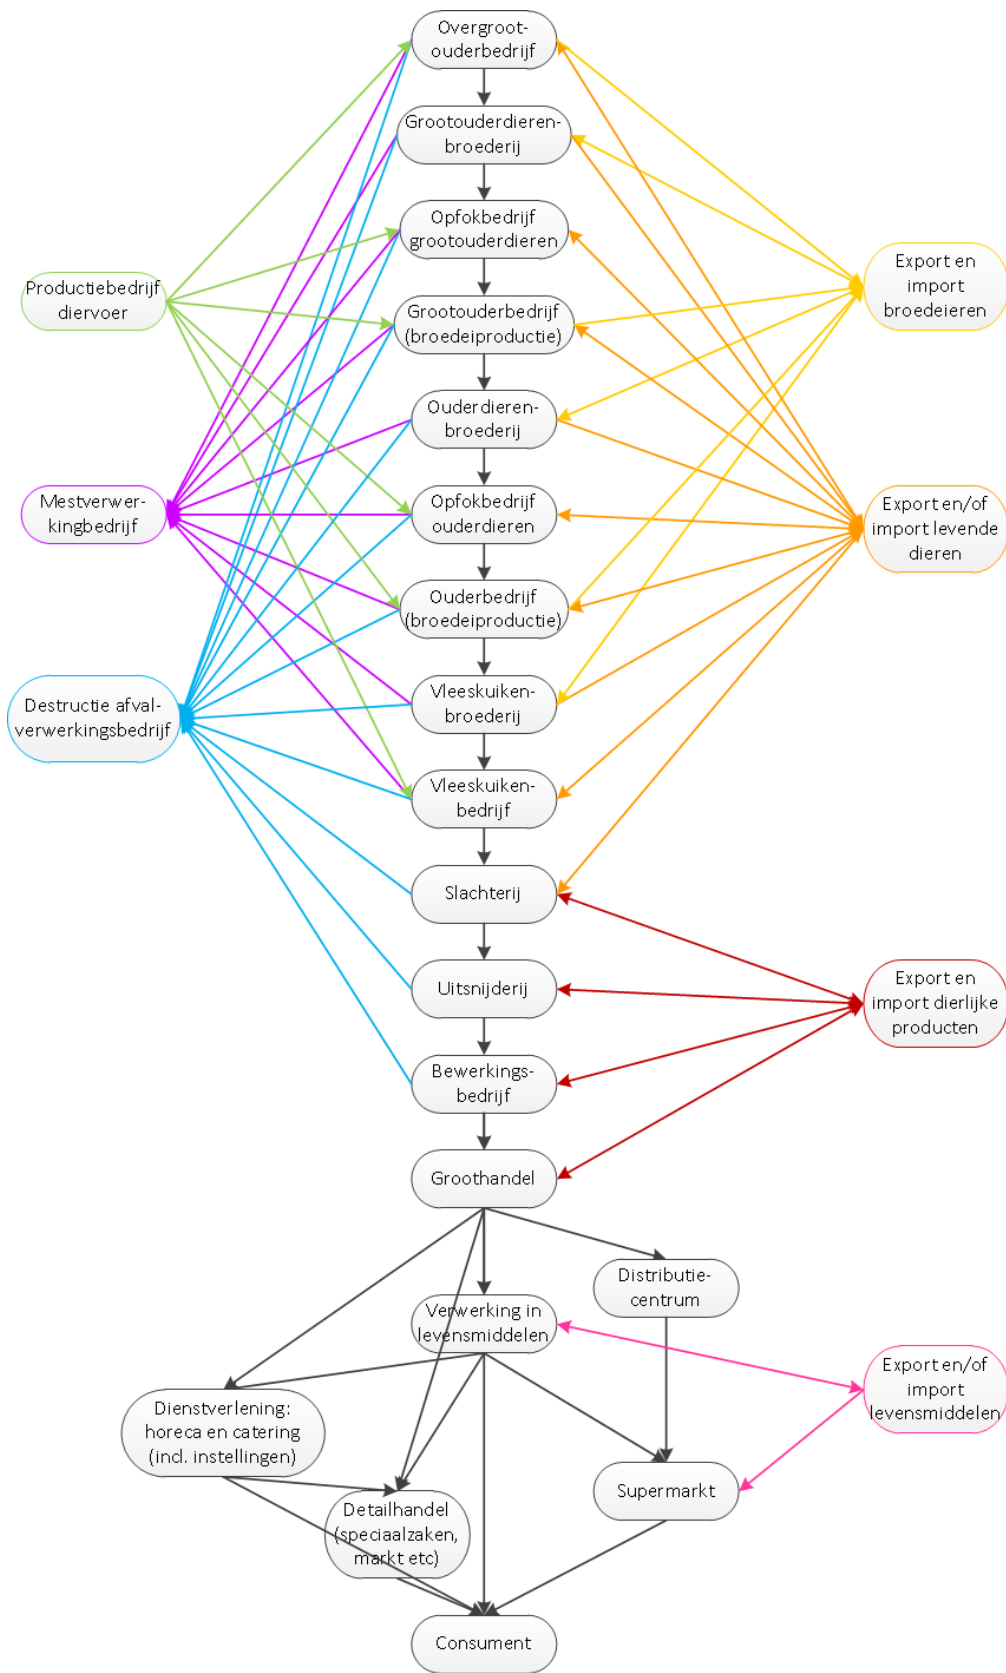 Overgroot-
ouderbedrijf
Grootouderdieren-
broederij
Opfokbedrijf
grootouderdieren
Productiebedrijf
diervoer
Export en
import
broedeieren
Grootouderbedrijf
(broedeiproductie)
Ouderdieren-
broederij
Mestverwer-
kingbedrijf
Opfokbedrijf
ouderdieren
Export en/of
import levende
dieren
Ouderbedrijf
(broedeiproductie)
Destructie afval-
verwerkingsbedrijf
Vleeskuiken-
broederij
Vleeskuiken-
bedrijf
Slachterij
Uitsnijderij
Export en
import dierlijke
producten
Bewerkings-
bedrijf
Groothandel
Distributie-
centrum
Verwerking in
levensmiddelen
Export en/of
import
levensmiddelen
Dienstverlening:
horeca en catering
(incl. instellingen)
Supermarkt
Detailhandel
(speciaalzaken,
markt etc)
Consument